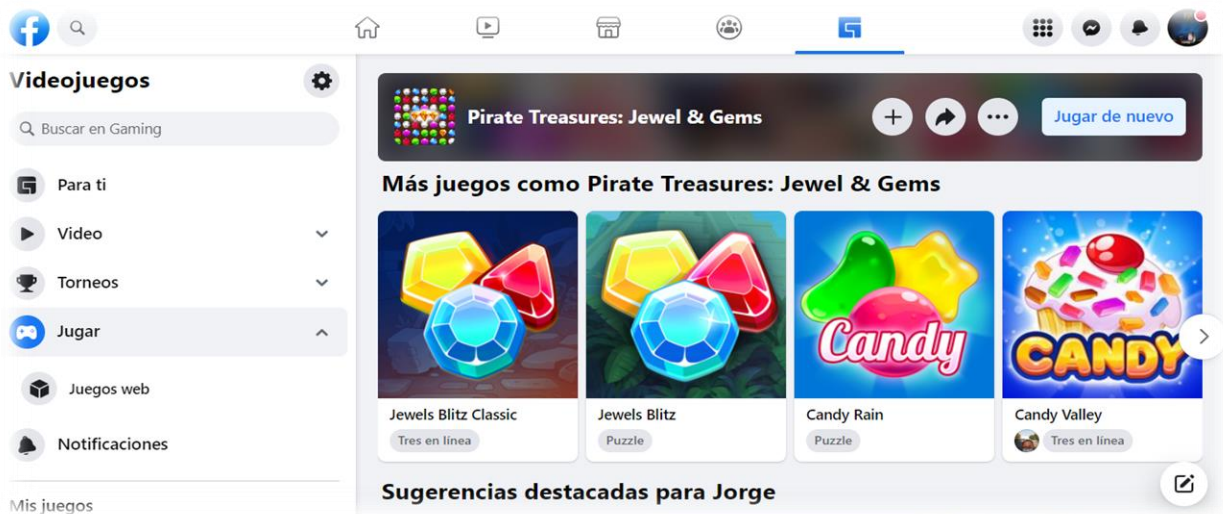 Videojuegos
Buscar en Gaming
Para ti
Video
Torneos
Jugar
Juegos web
Notificaciones
Mis juegos
Pirate Treasures: Jewel & Gems
Jugar de nuevo
Más juegos como Pirate Treasures: Jewel & Gems
Candy
CANDY
Jewels Blitz Classic
Tres en línea
Jewels Blitz
Puzzle
Candy Rain
Puzzle
Candy Valley
Tres en línea
Sugerencias destacadas para Jorge